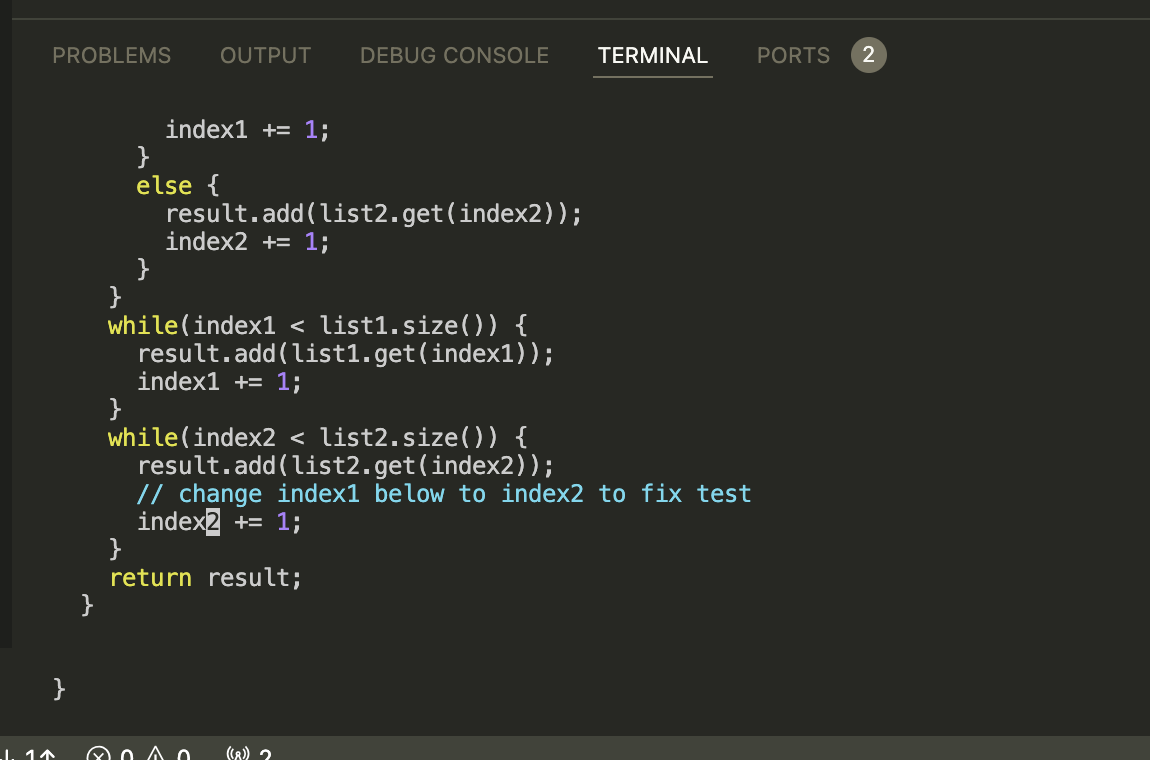 PROBLEMS OUTPUT DEBUG CONSOLE TERMINAL PORTS 2
index1 += 1;
}
else {
result.add(list2.get(index2));
index2 += 1;
}
}
while(index1 < list1.size()) {
result.add(list1.get(index1));
index1 += 1;
}
while(index2 < list2.size()) {
result.add(list2.get(index2));
// change index1 below to index2 to fix test
index2 += 1;
}
return result;
}
}
1↑ 0 0 2